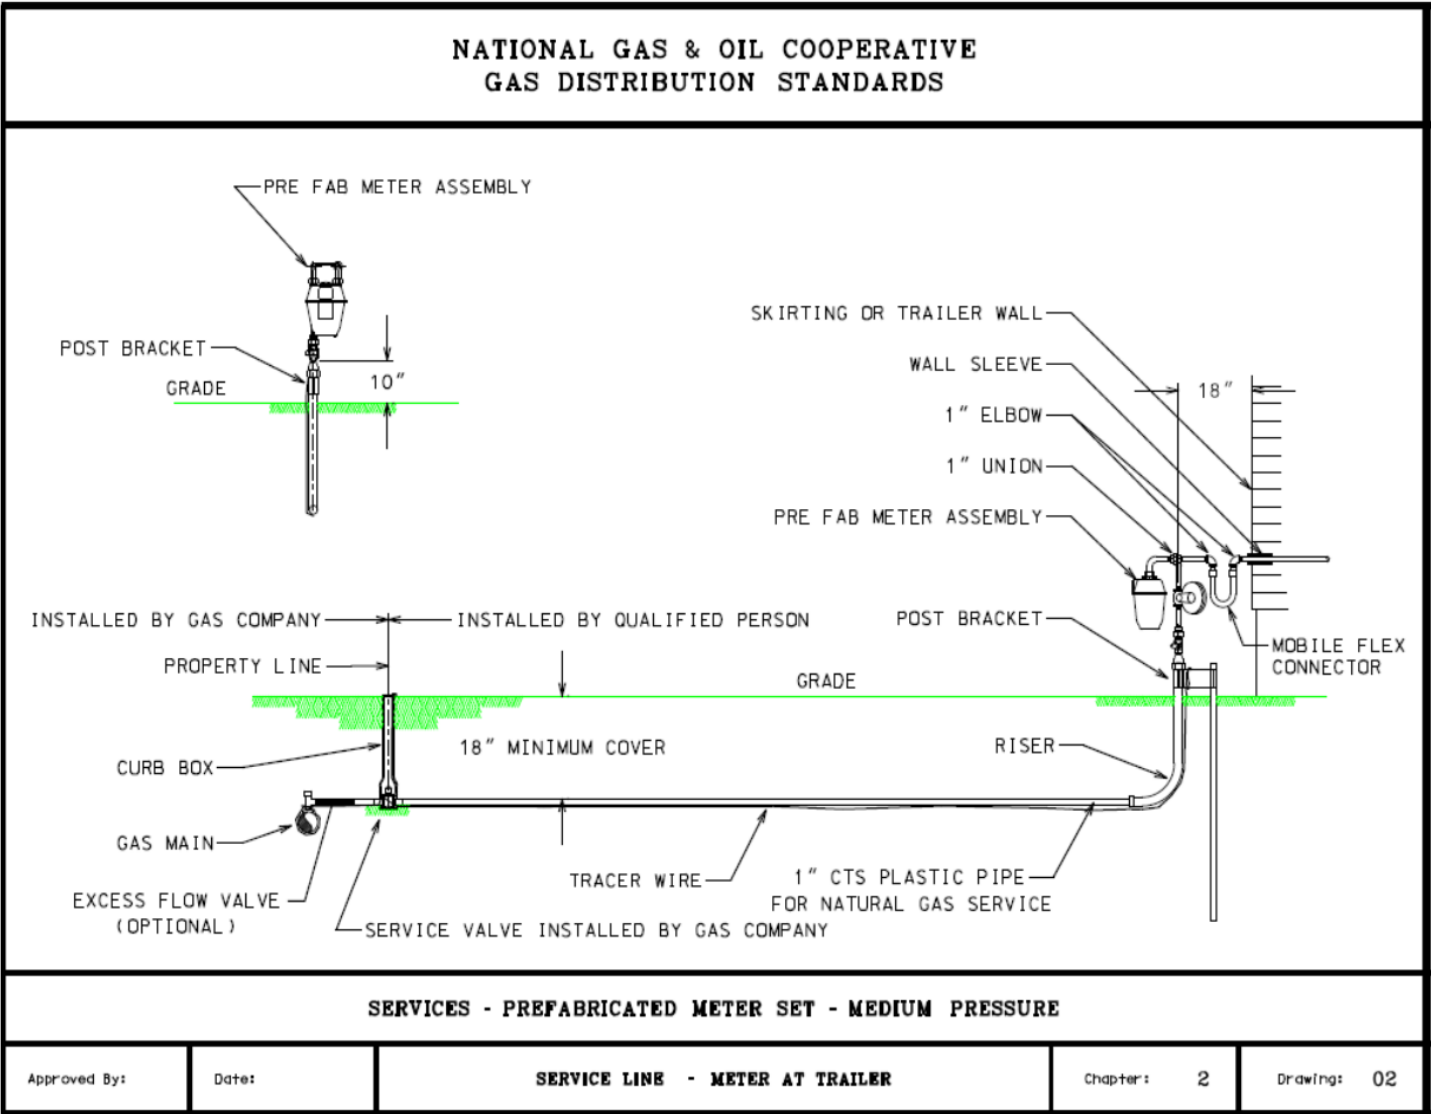 NATIONAL GAS & OIL COOPERATIVE
GAS DISTRIBUTION STANDARDS
PRE FAB METER ASSEMBLY
POST BRACKET
10"
GRADE
SKIRTING OR TRAILER WALL
WALL SLEEVE
18"
1" ELBOW
1" UNION
PRE FAB METER ASSEMBLY
INSTALLED BY GAS COMPANY
INSTALLED BY QUALIFIED PERSON
POST BRACKET
MOBILE FLEX
CONNECTOR
PROPERTY LINE
GRADE
18" MINIMUM COVER
RISER
CURB BOX
GAS MAIN
TRACER WIRE
1" CTS PLASTIC PIPE
FOR NATURAL GAS SERVICE
EXCESS FLOW VALVE
(OPTIONAL)
SERVICE VALVE INSTALLED BY GAS COMPANY
SERVICES - PREFABRICATED METER SET - MEDIUM PRESSURE
Approved By:
Date:
SERVICE LINE - METER AT TRAILER
Chapter: 2
Drawing: 02